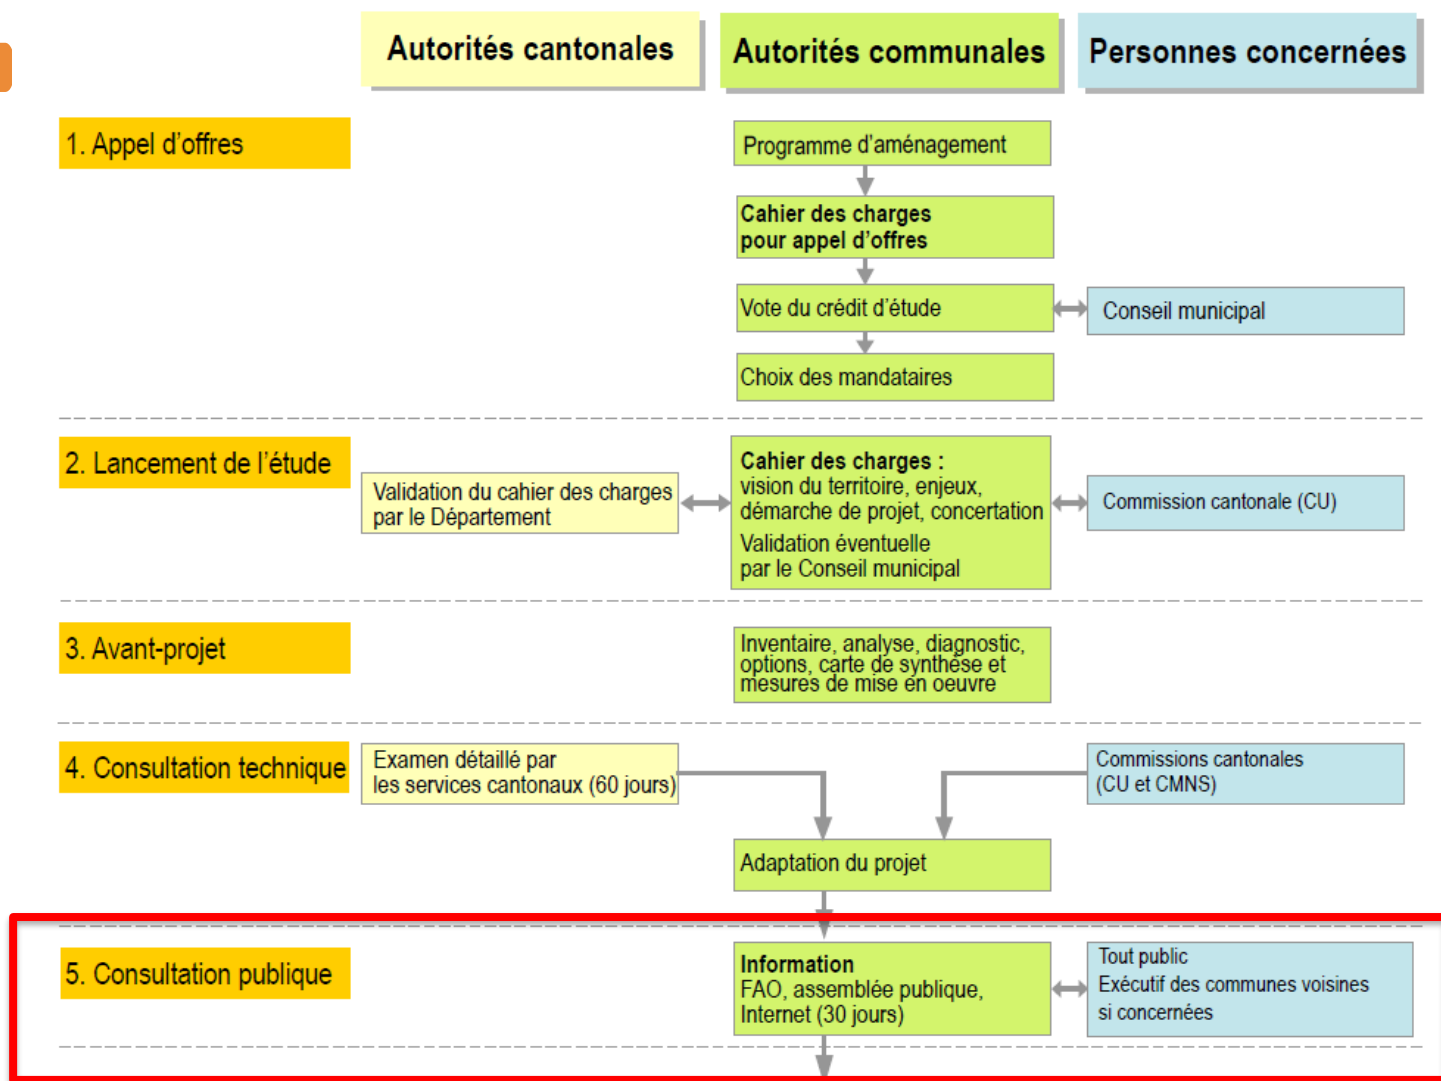 Autorités cantonales
Autorités communales
Personnes concernées
1. Appel d'offres
Programme d'aménagement
Cahier des charges
pour appel d'offres
Vote du crédit d'étude
Conseil municipal
Choix des mandataires
2. Lancement de l'étude
Validation du cahier des charges
par le Département
Cahier des charges :
vision du territoire, enjeux,
démarche de projet, concertation
Validation éventuelle
par le Conseil municipal
Commission cantonale (CU)
3. Avant-projet
Inventaire, analyse, diagnostic,
options, carte de synthèse et
mesures de mise en oeuvre
4. Consultation technique
Examen détaillé par
les services cantonaux (60 jours)
Commissions cantonales
(CU et CMNS)
Adaptation du projet
5. Consultation publique
Information
FAO, assemblée publique,
Internet (30 jours)
Tout public
Exécutif des communes voisines
si concernées